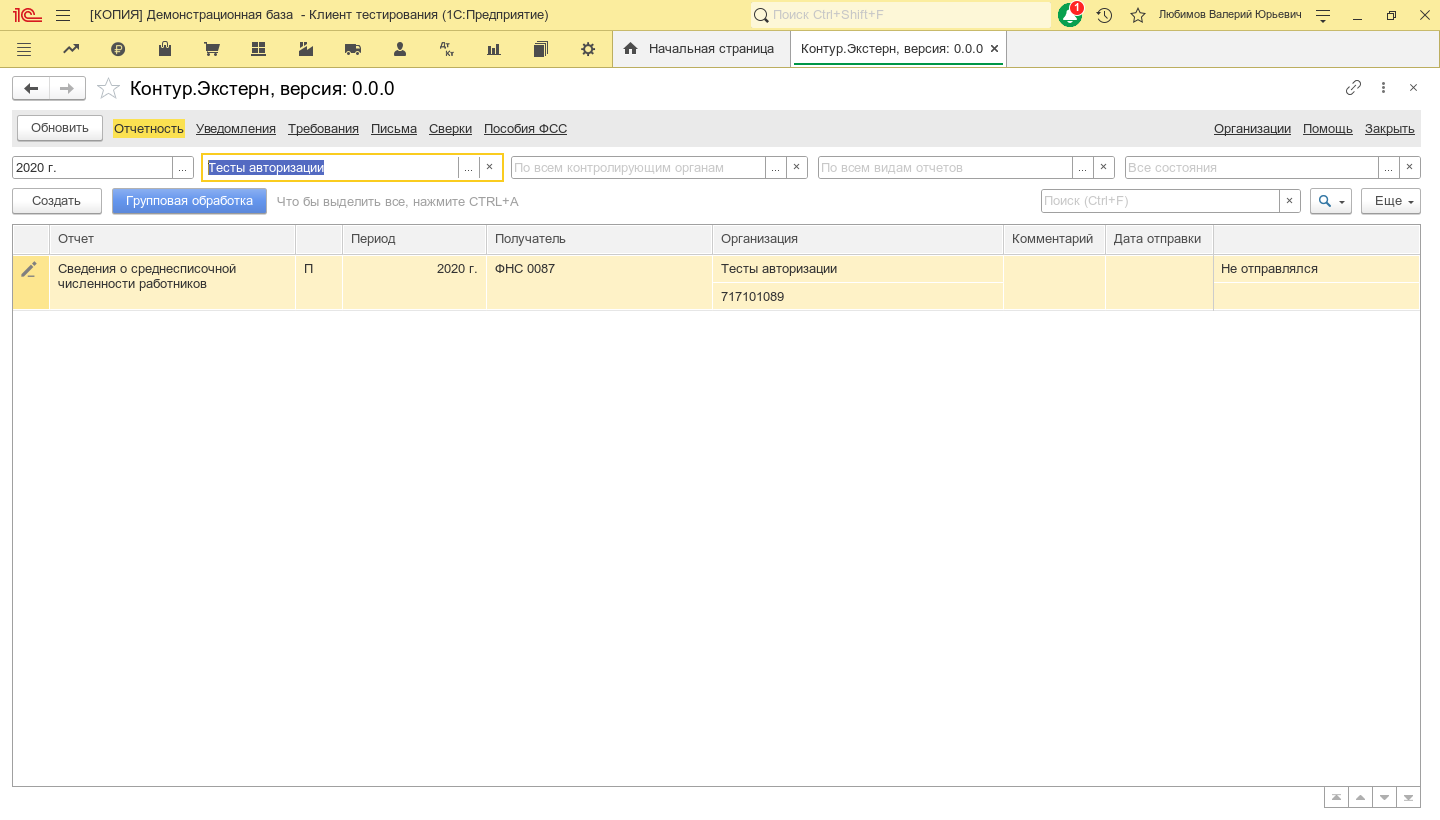 [КОПИЯ] Демонстрационная база - Клиент тестирования (1С:Предприятие)
Поиск Ctrl+Shift+F
1
Любимов Валерий Юрьевич
Дт Кт
Начальная страница
Контур.Экстерн, версия: 0.0.0
Контур.Экстерн, версия: 0.0.0
Обновить Отчетность Уведомления Требования Письма Сверки Пособия ФСС Организации Помощь Закрыть
2020 г. ... Тесты авторизации ... По всем контролирующим органам ... По всем видам отчетов ... Все состояния ...
Создать Групповая обработка Что бы выделить все, нажмите CTRL+A Поиск (Ctrl+F) Еще
Отчет Период Получатель Организация Комментарий Дата отправки
Сведения о среднесписочной П 2020 г. ФНС 0087 Тесты авторизации Не отправлялся
численности работников
717101089